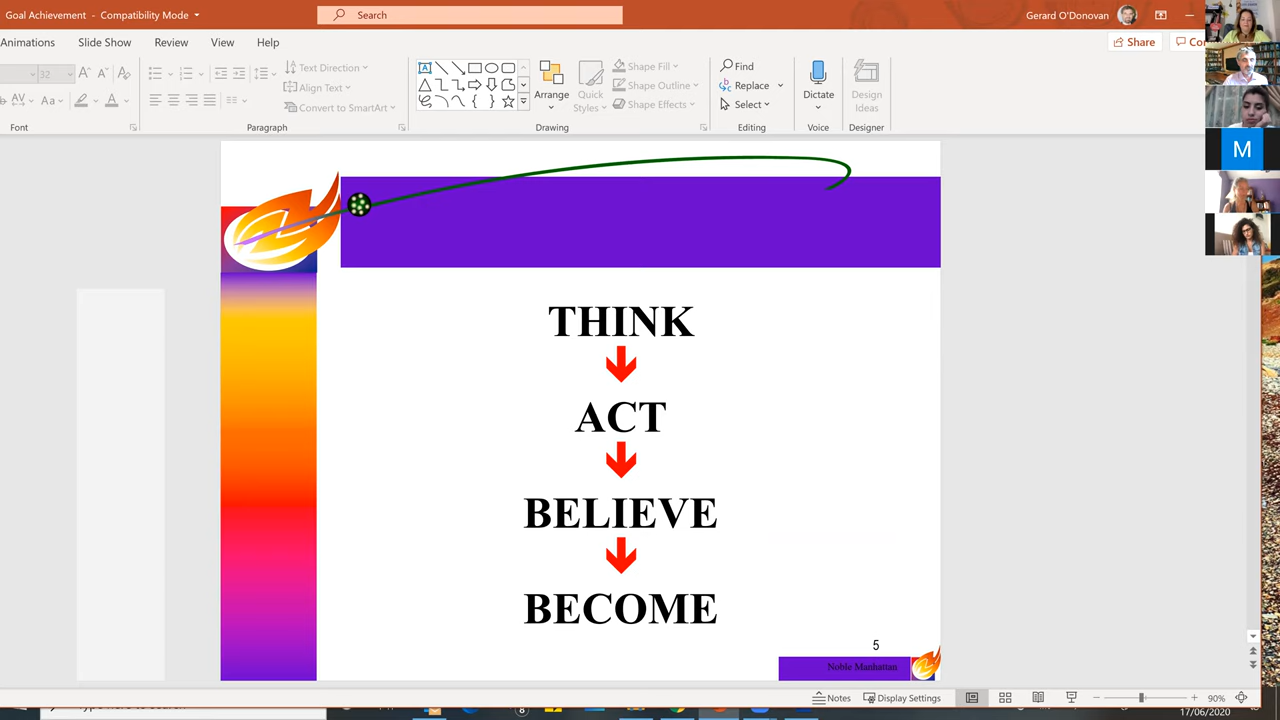 Goal Achievement - Compatibility Mode
Search
Gerard O'Donovan
Animations
Slide Show
Review
View
Help
Share
32
Aa
Text Direction
Align Text
Convert to SmartArt
Arrange
Quick
Styles
Shape Fill
Shape Outline
Shape Effects
Find
Replace
Select
Dictate
Design
Ideas
Font
Paragraph
Drawing
Editing
Voice
Designer
M
THINK
ACT
BELIEVE
BECOME
5
Noble Manhattan
Notes
Display Settings
90%
17/06/2020